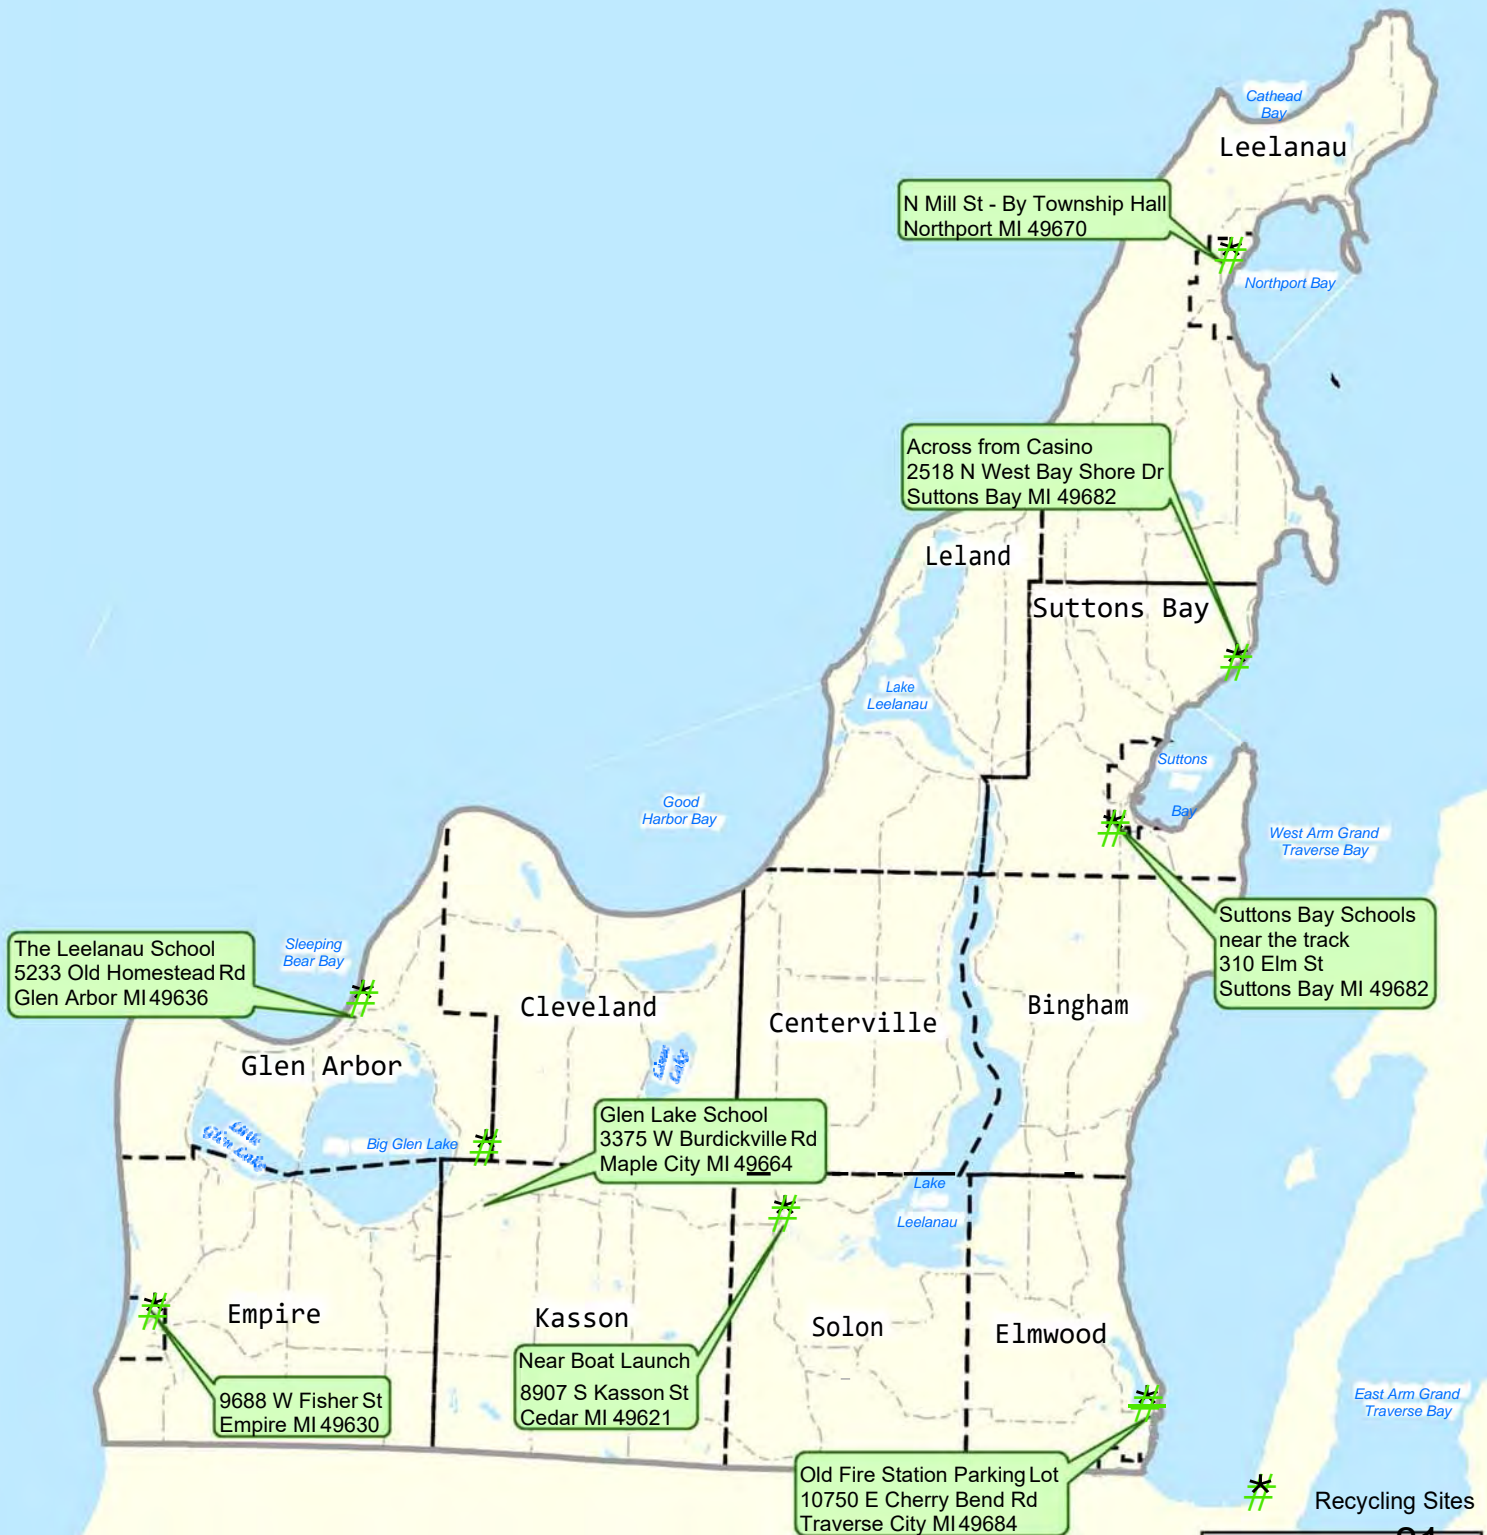 Cathead
Bay
Leelanau
N Mill St - By Township Hall
Northport MI 49670
Northport Bay
Across from Casino
2518 N West Bay Shore Dr
Suttons Bay MI 49682
Leland
Suttons Bay
Lake
Leelanau
Suttons
Bay
Good
Harbor Bay
West Arm Grand
Traverse Bay
Suttons Bay Schools
near the track
310 Elm St
Suttons Bay MI 49682
The Leelanau School
5233 Old Homestead Rd
Glen Arbor MI 49636
Sleeping
Bear Bay
Cleveland
Centerville
Bingham
Glen Arbor
Lime
Lake
Little
Glen Lake
Big Glen Lake
Glen Lake School
3375 W Burdickville Rd
Maple City MI 49664
Lake
Leelanau
Empire
Kasson
Solon
Elmwood
Near Boat Launch
8907 S Kasson St
Cedar MI 49621
9688 W Fisher St
Empire MI 49630
East Arm Grand
Traverse Bay
Old Fire Station Parking Lot
10750 E Cherry Bend Rd
Traverse City MI 49684
Recycling Sites